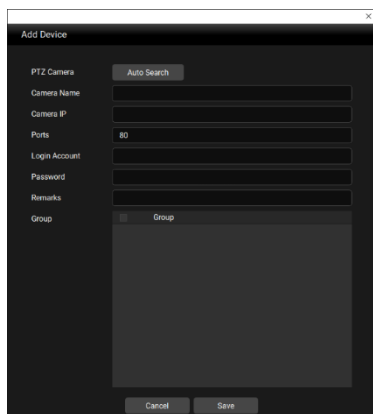 Add Device
PTZ Camera Auto Search
Camera Name
Camera IP
Ports 80
Login Account
Password
Remarks
Group Group
Cancel Save